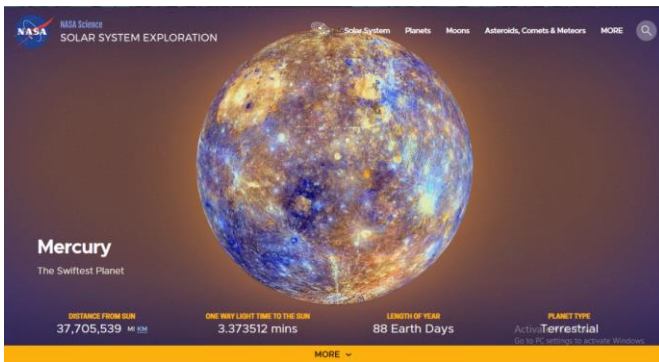 NASA
NASA Science
SOLAR SYSTEM EXPLORATION
Solar System Planets Moons Asteroids, Comets & Meteors MORE
Mercury
The Swiftest Planet
DISTANCE FROM SUN
37,705,539 MI KM
ONE WAY LIGHT TIME TO THE SUN
3.373512 mins
LENGTH OF YEAR
88 Earth Days
PLANET TYPE
Terrestrial
Go to PC settings to activate Windows.
MORE